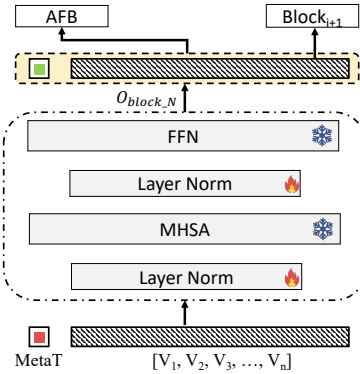 AFB
Block_{i+1}
O_{block_N}
FFN
Layer Norm
MHSA
Layer Norm
MetaT
[V_1, V_2, V_3, …, V_n]